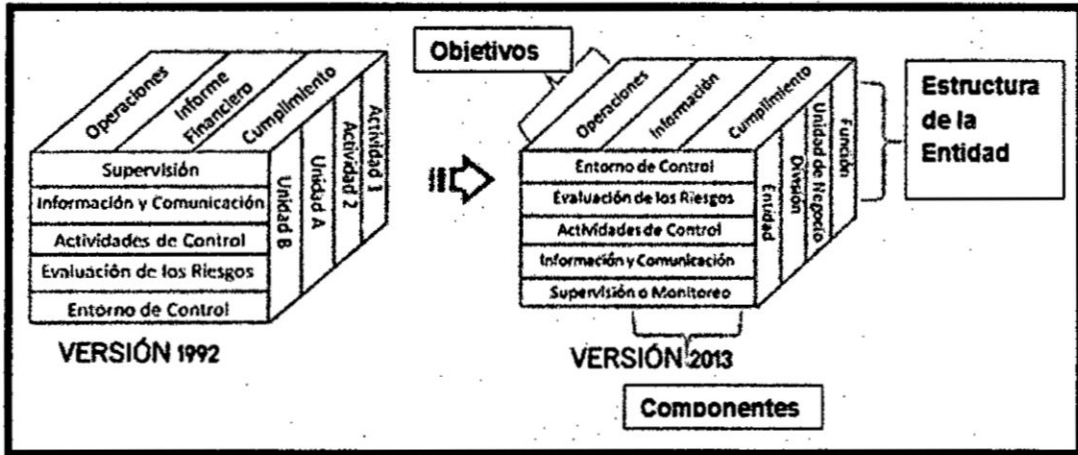 Objetivos
Operaciones
Informe
Financiero
Cumplimiento
Supervisión
Información y Comunicación
Actividades de Control
Evaluación de los Riesgos
Entorno de Control
Unidad B
Unidad A
Actividad 2
Actividad 1
VERSIÓN 1992
Operaciones
Información
Cumplimiento
Entorno de Control
Evaluación de los Riesgos
Actividades de Control
Información y Comunicación
Supervisión o Monitoreo
Entidad
División
Unidad de Negocio
Función
Estructura
de la
Entidad
VERSIÓN 2013
Componentes